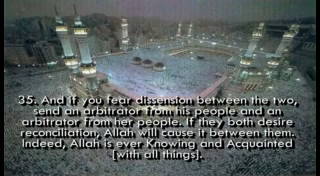 35. And if you fear dissension between the two,
send an arbitrator from his people and an
arbitrator from her people. If they both desire
reconciliation, Allah will cause it between them.
Indeed, Allah is ever Knowing and Acquainted
[with all things].